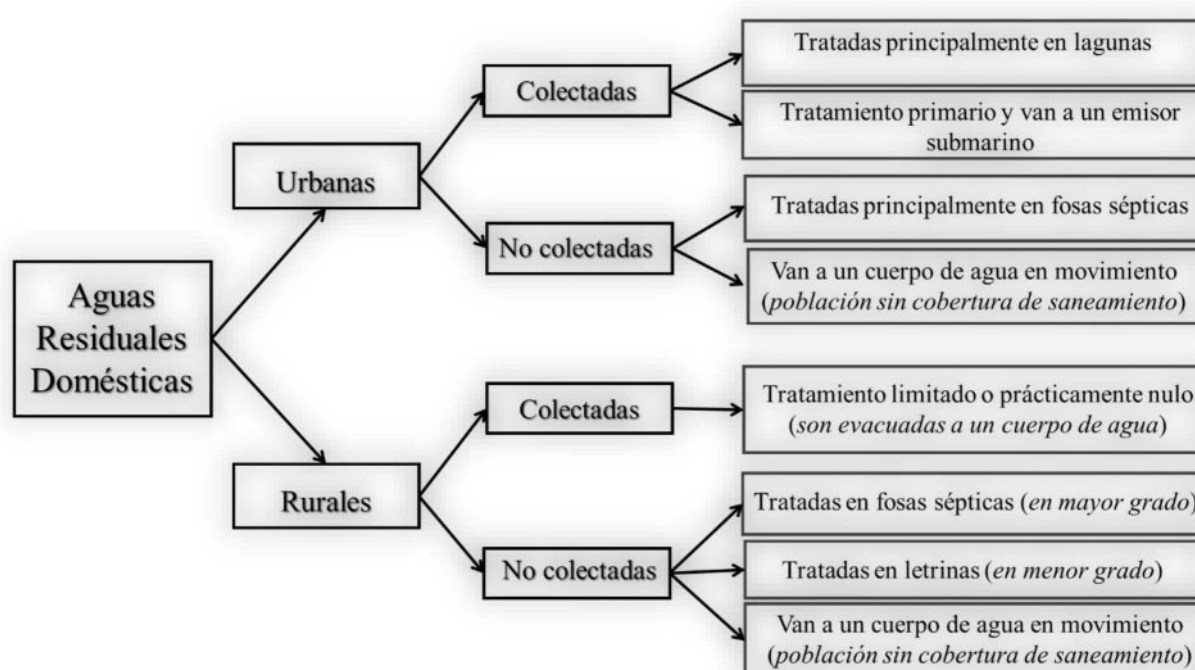 Aguas
Residuales
Domésticas
Urbanas
Colectadas
Tratadas principalmente en lagunas
Tratamiento primario y van a un emisor
submarino
No colectadas
Tratadas principalmente en fosas sépticas
Van a un cuerpo de agua en movimiento
(población sin cobertura de saneamiento)
Rurales
Colectadas
Tratamiento limitado o prácticamente nulo
(son evacuadas a un cuerpo de agua)
No colectadas
Tratadas en fosas sépticas (en mayor grado)
Tratadas en letrinas (en menor grado)
Van a un cuerpo de agua en movimiento
(población sin cobertura de saneamiento)